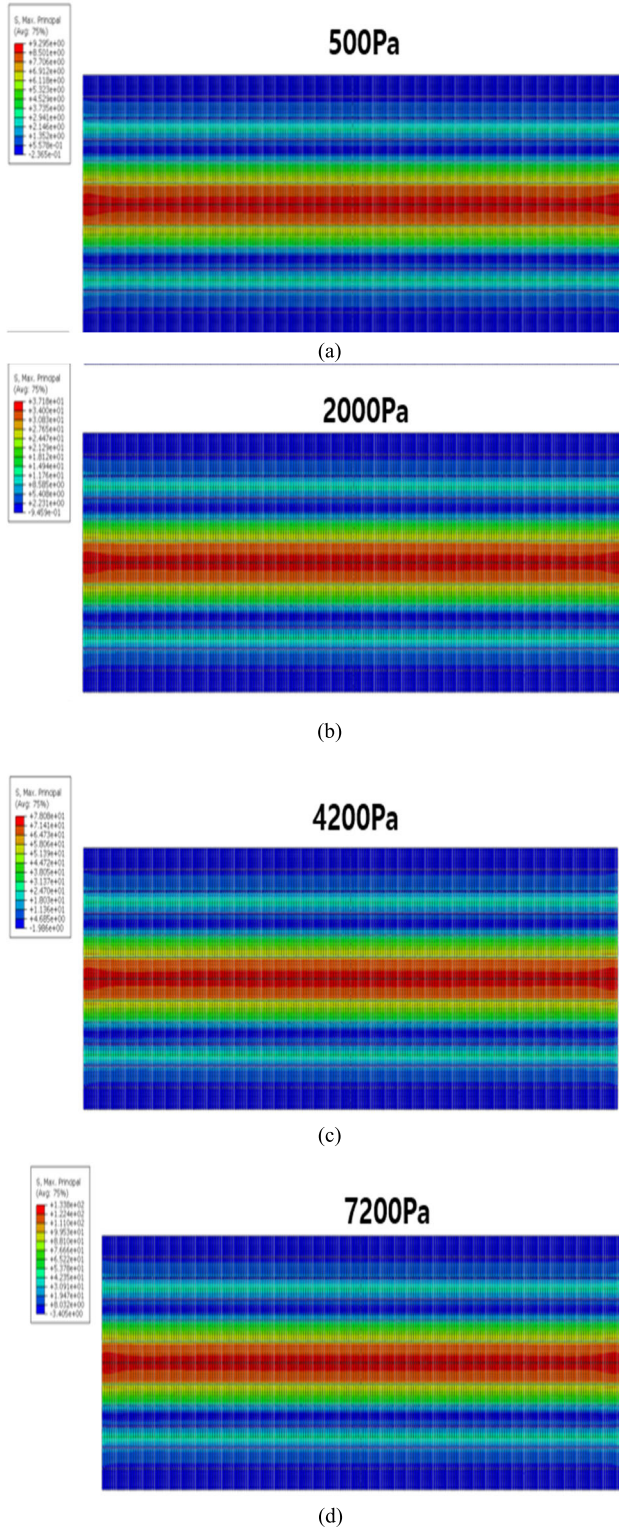 S, Max. Principal
(Avg: 75%)
+9.295e+00
+8.501e+00
+7.706e+00
+6.912e+00
+6.118e+00
+5.323e+00
+4.529e+00
+3.735e+00
+2.941e+00
+2.146e+00
+1.352e+00
+5.578e-01
-2.365e-01
500Pa
(a)
S, Max. Principal
(Avg: 75%)
+3.718e+01
+3.400e+01
+3.083e+01
+2.765e+01
+2.447e+01
+2.129e+01
+1.812e+01
+1.494e+01
+1.176e+01
+8.585e+00
+5.408e+00
+2.231e+00
-9.459e-01
2000Pa
(b)
S, Max. Principal
(Avg: 75%)
+7.808e+01
+7.141e+01
+6.473e+01
+5.806e+01
+5.139e+01
+4.472e+01
+3.805e+01
+3.137e+01
+2.470e+01
+1.803e+01
+1.136e+01
+4.685e+00
-1.986e+00
4200Pa
(c)
S, Max. Principal
(Avg: 75%)
+1.338e+02
+1.224e+02
+1.110e+02
+9.953e+01
+8.810e+01
+7.666e+01
+6.522e+01
+5.378e+01
+4.235e+01
+3.091e+01
+1.947e+01
+8.032e+00
-3.405e+00
7200Pa
(d)